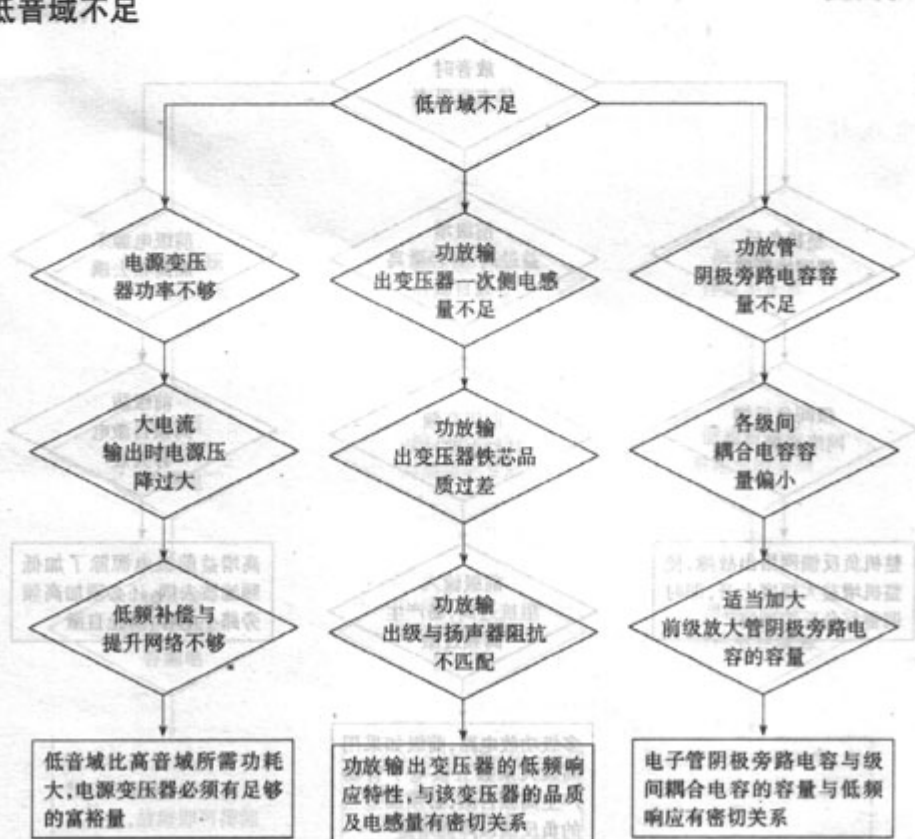 低音域不足
低音域不足
电源变压
器功率不够
功放输
出变压器一次侧电感
量不足
功放管
阴极旁路电容容
量不足
大电流
输出时电源压
降过大
功放输
出变压器铁芯品
质过差
各级间
耦合电容容
量偏小
低频补偿与
提升网络不够
功放输
出级与扬声器阻抗
不匹配
适当加大
前级放大管阴极旁路电
容的容量
低音域比高音域所需功耗
大,电源变压器必须有足够
的富裕量
功放输出变压器的低频响
应特性,与该变压器的品质
及电感量有密切关系
电子管阴极旁路电容与级
间耦合电容的容量与低频
响应有密切关系